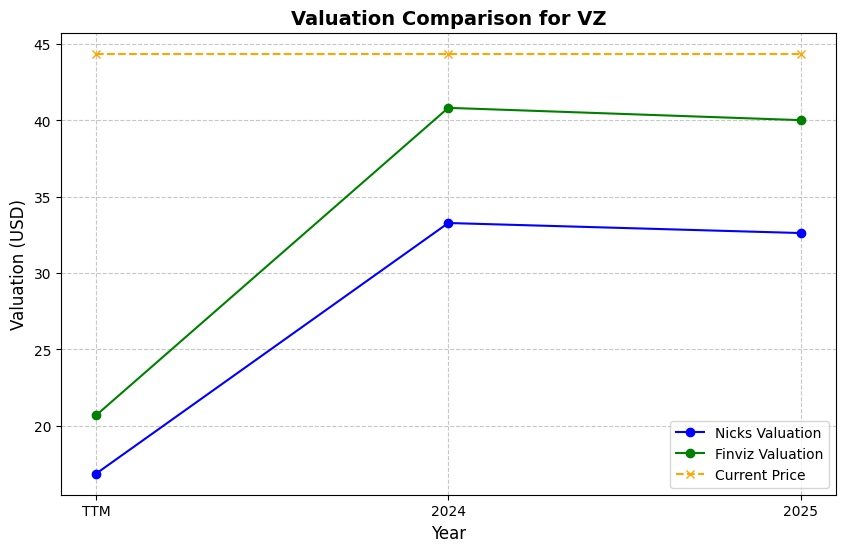 Valuation Comparison for VZ
Valuation (USD)
45
40
35
30
25
20
TTM
2024
2025
Year
Nicks Valuation
Finviz Valuation
Current Price